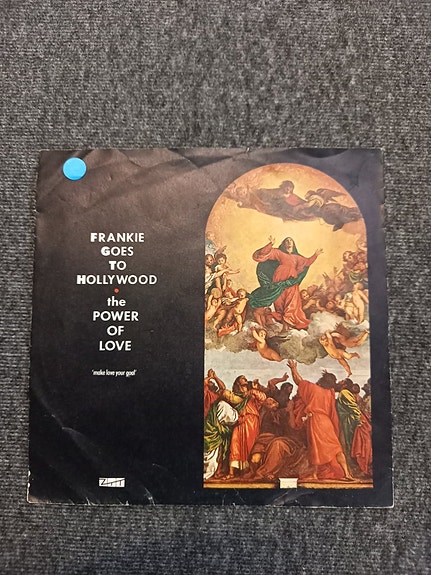 FRANKIE
GOES
TO
HOLLYWOOD
the
POWER
OF
LOVE
'make love your goal'
ZTT